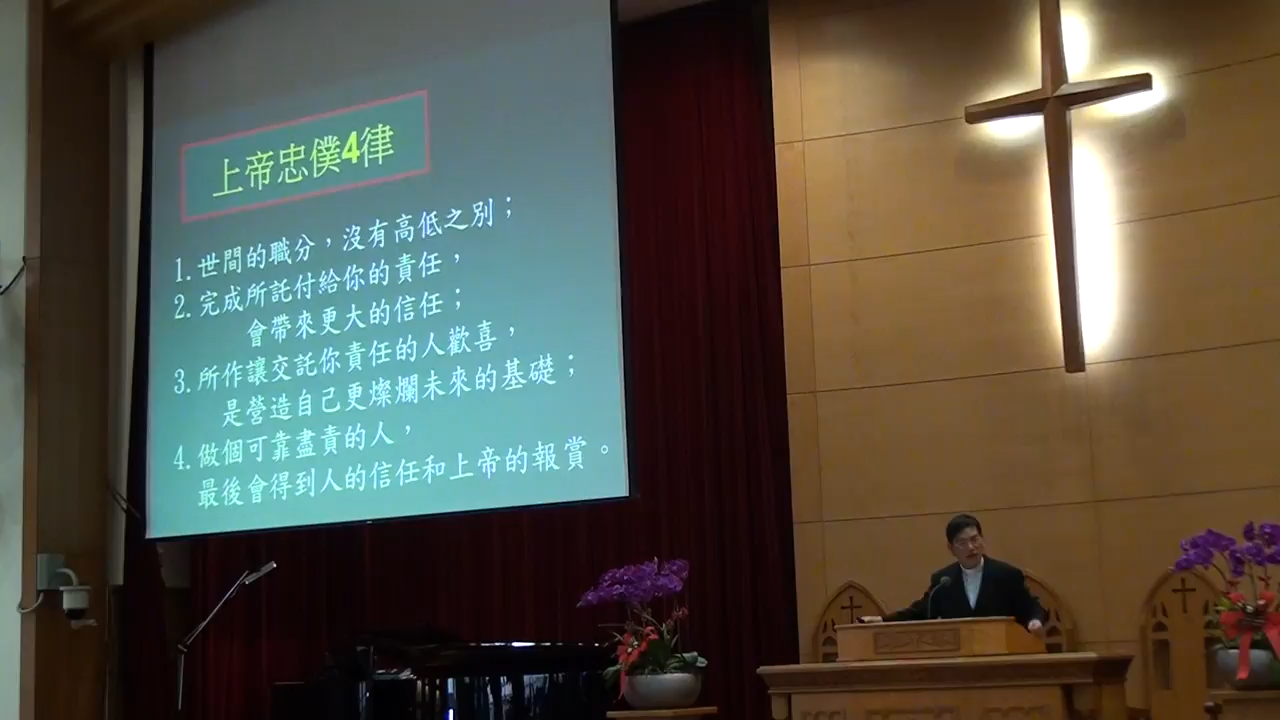 上帝忠僕4律
1. 世間的職分，沒有高低之別；
2. 完成所託付給你的責任，
會帶來更大的信任；
3. 所作讓交託你責任的人歡喜，
是營造自己更燦爛未來的基礎；
4. 做個可靠盡責的人，
最後會得到人的信任和上帝的報賞。